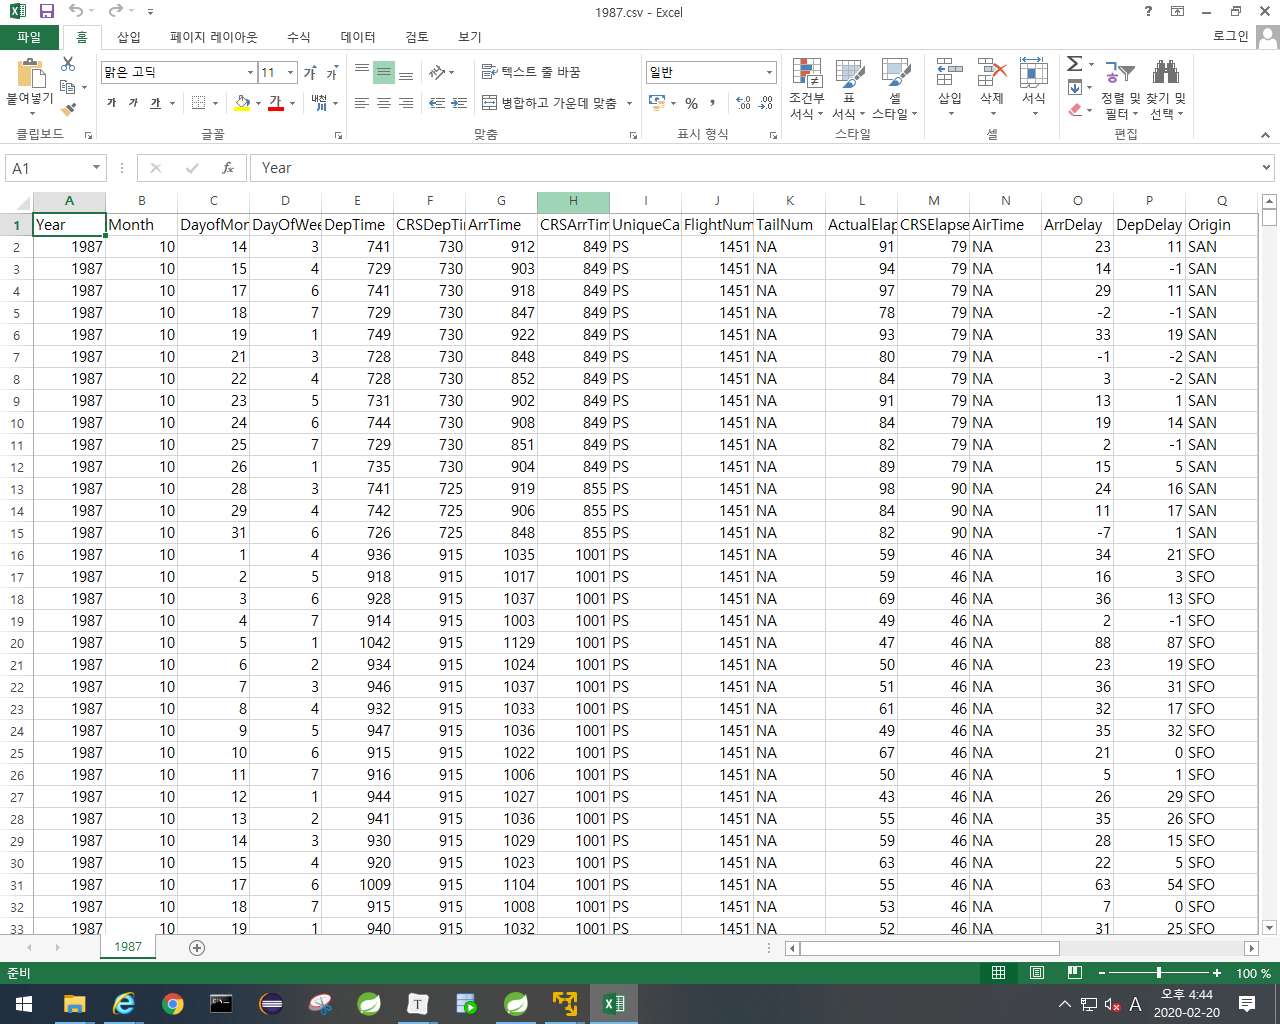 1987.csv - Excel
파일 홈 삽입 페이지 레이아웃 수식 데이터 검토 보기 로그인
붙여넣기
맑은 고딕 11 가 가
가 가 가 가 내천
텍스트 줄 바꿈
병합하고 가운데 맞춤
일반
% ,
조건부 서식
표 서식
셀 스타일
삽입 삭제 서식
정렬 및 필터
찾기 및 선택
클립보드 글꼴 맞춤 표시 형식 스타일 셀 편집
A1 fx Year
A B C D E F G H I J K L M N O P Q
1 Year Month DayofMon DayOfWee DepTime CRSDepTi ArrTime CRSArrTim UniqueCa FlightNum TailNum ActualElap CRSElapse AirTime ArrDelay DepDelay Origin
2 1987 10 14 3 741 730 912 849 PS 1451 NA 91 79 NA 23 11 SAN
3 1987 10 15 4 729 730 903 849 PS 1451 NA 94 79 NA 14 -1 SAN
4 1987 10 17 6 741 730 918 849 PS 1451 NA 97 79 NA 29 11 SAN
5 1987 10 18 7 729 730 847 849 PS 1451 NA 78 79 NA -2 -1 SAN
6 1987 10 19 1 749 730 922 849 PS 1451 NA 93 79 NA 33 19 SAN
7 1987 10 21 3 728 730 848 849 PS 1451 NA 80 79 NA -1 -2 SAN
8 1987 10 22 4 728 730 852 849 PS 1451 NA 84 79 NA 3 -2 SAN
9 1987 10 23 5 731 730 902 849 PS 1451 NA 91 79 NA 13 1 SAN
10 1987 10 24 6 744 730 908 849 PS 1451 NA 84 79 NA 19 14 SAN
11 1987 10 25 7 729 730 851 849 PS 1451 NA 82 79 NA 2 -1 SAN
12 1987 10 26 1 735 730 904 849 PS 1451 NA 89 79 NA 15 5 SAN
13 1987 10 28 3 741 725 919 855 PS 1451 NA 98 90 NA 24 16 SAN
14 1987 10 29 4 742 725 906 855 PS 1451 NA 84 90 NA 11 17 SAN
15 1987 10 31 6 726 725 848 855 PS 1451 NA 82 90 NA -7 1 SAN
16 1987 10 1 4 936 915 1035 1001 PS 1451 NA 59 46 NA 34 21 SFO
17 1987 10 2 5 918 915 1017 1001 PS 1451 NA 59 46 NA 16 3 SFO
18 1987 10 3 6 928 915 1037 1001 PS 1451 NA 69 46 NA 36 13 SFO
19 1987 10 4 7 914 915 1003 1001 PS 1451 NA 49 46 NA 2 -1 SFO
20 1987 10 5 1 1042 915 1129 1001 PS 1451 NA 47 46 NA 88 87 SFO
21 1987 10 6 2 934 915 1024 1001 PS 1451 NA 50 46 NA 23 19 SFO
22 1987 10 7 3 946 915 1037 1001 PS 1451 NA 51 46 NA 36 31 SFO
23 1987 10 8 4 932 915 1033 1001 PS 1451 NA 61 46 NA 32 17 SFO
24 1987 10 9 5 947 915 1036 1001 PS 1451 NA 49 46 NA 35 32 SFO
25 1987 10 10 6 915 915 1022 1001 PS 1451 NA 67 46 NA 21 0 SFO
26 1987 10 11 7 916 915 1006 1001 PS 1451 NA 50 46 NA 5 1 SFO
27 1987 10 12 1 944 915 1027 1001 PS 1451 NA 43 46 NA 26 29 SFO
28 1987 10 13 2 941 915 1036 1001 PS 1451 NA 55 46 NA 35 26 SFO
29 1987 10 14 3 930 915 1029 1001 PS 1451 NA 59 46 NA 28 15 SFO
30 1987 10 15 4 920 915 1023 1001 PS 1451 NA 63 46 NA 22 5 SFO
31 1987 10 17 6 1009 915 1104 1001 PS 1451 NA 55 46 NA 63 54 SFO
32 1987 10 18 7 915 915 1008 1001 PS 1451 NA 53 46 NA 7 0 SFO
33 1987 10 19 1 940 915 1032 1001 PS 1451 NA 52 46 NA 31 25 SFO
1987
준비 100 %
A 오후 4:44
2020-02-20